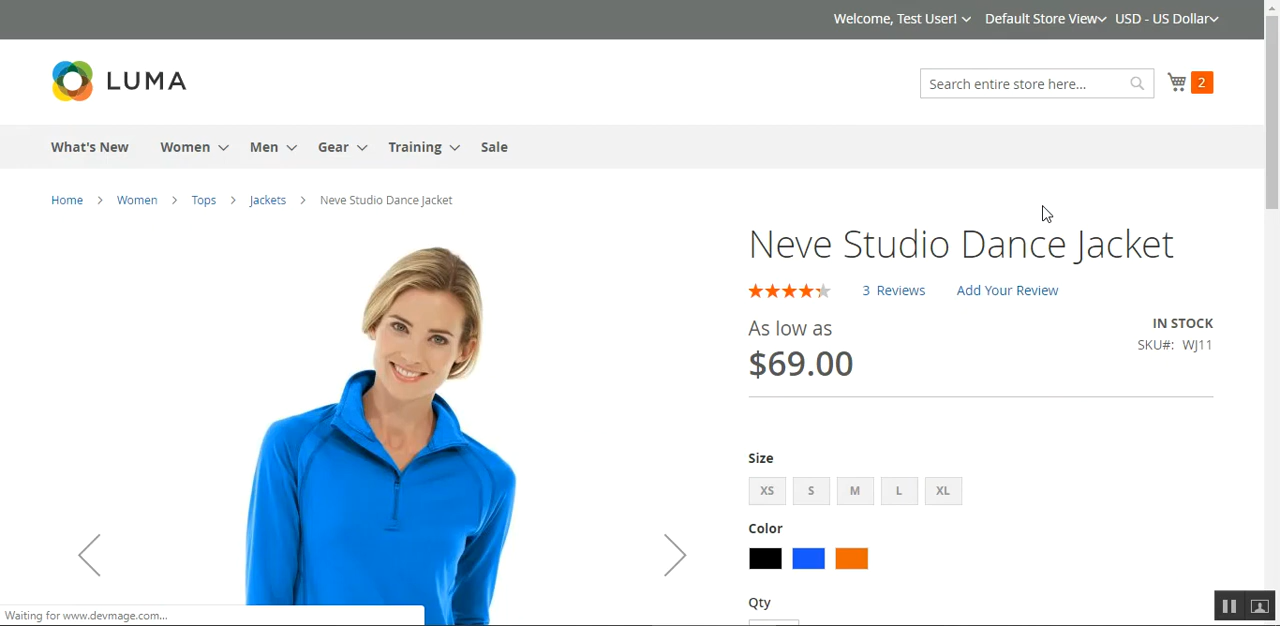 Welcome, Test User!
Default Store View
USD - US Dollar
LUMA
Search entire store here...
2
What's New
Women
Men
Gear
Training
Sale
Home
Women
Tops
Jackets
Neve Studio Dance Jacket
Neve Studio Dance Jacket
3 Reviews
Add Your Review
As low as
$69.00
IN STOCK
SKU#: WJ11
Size
XS
S
M
L
XL
Color
Qty
Waiting for www.devmage.com...